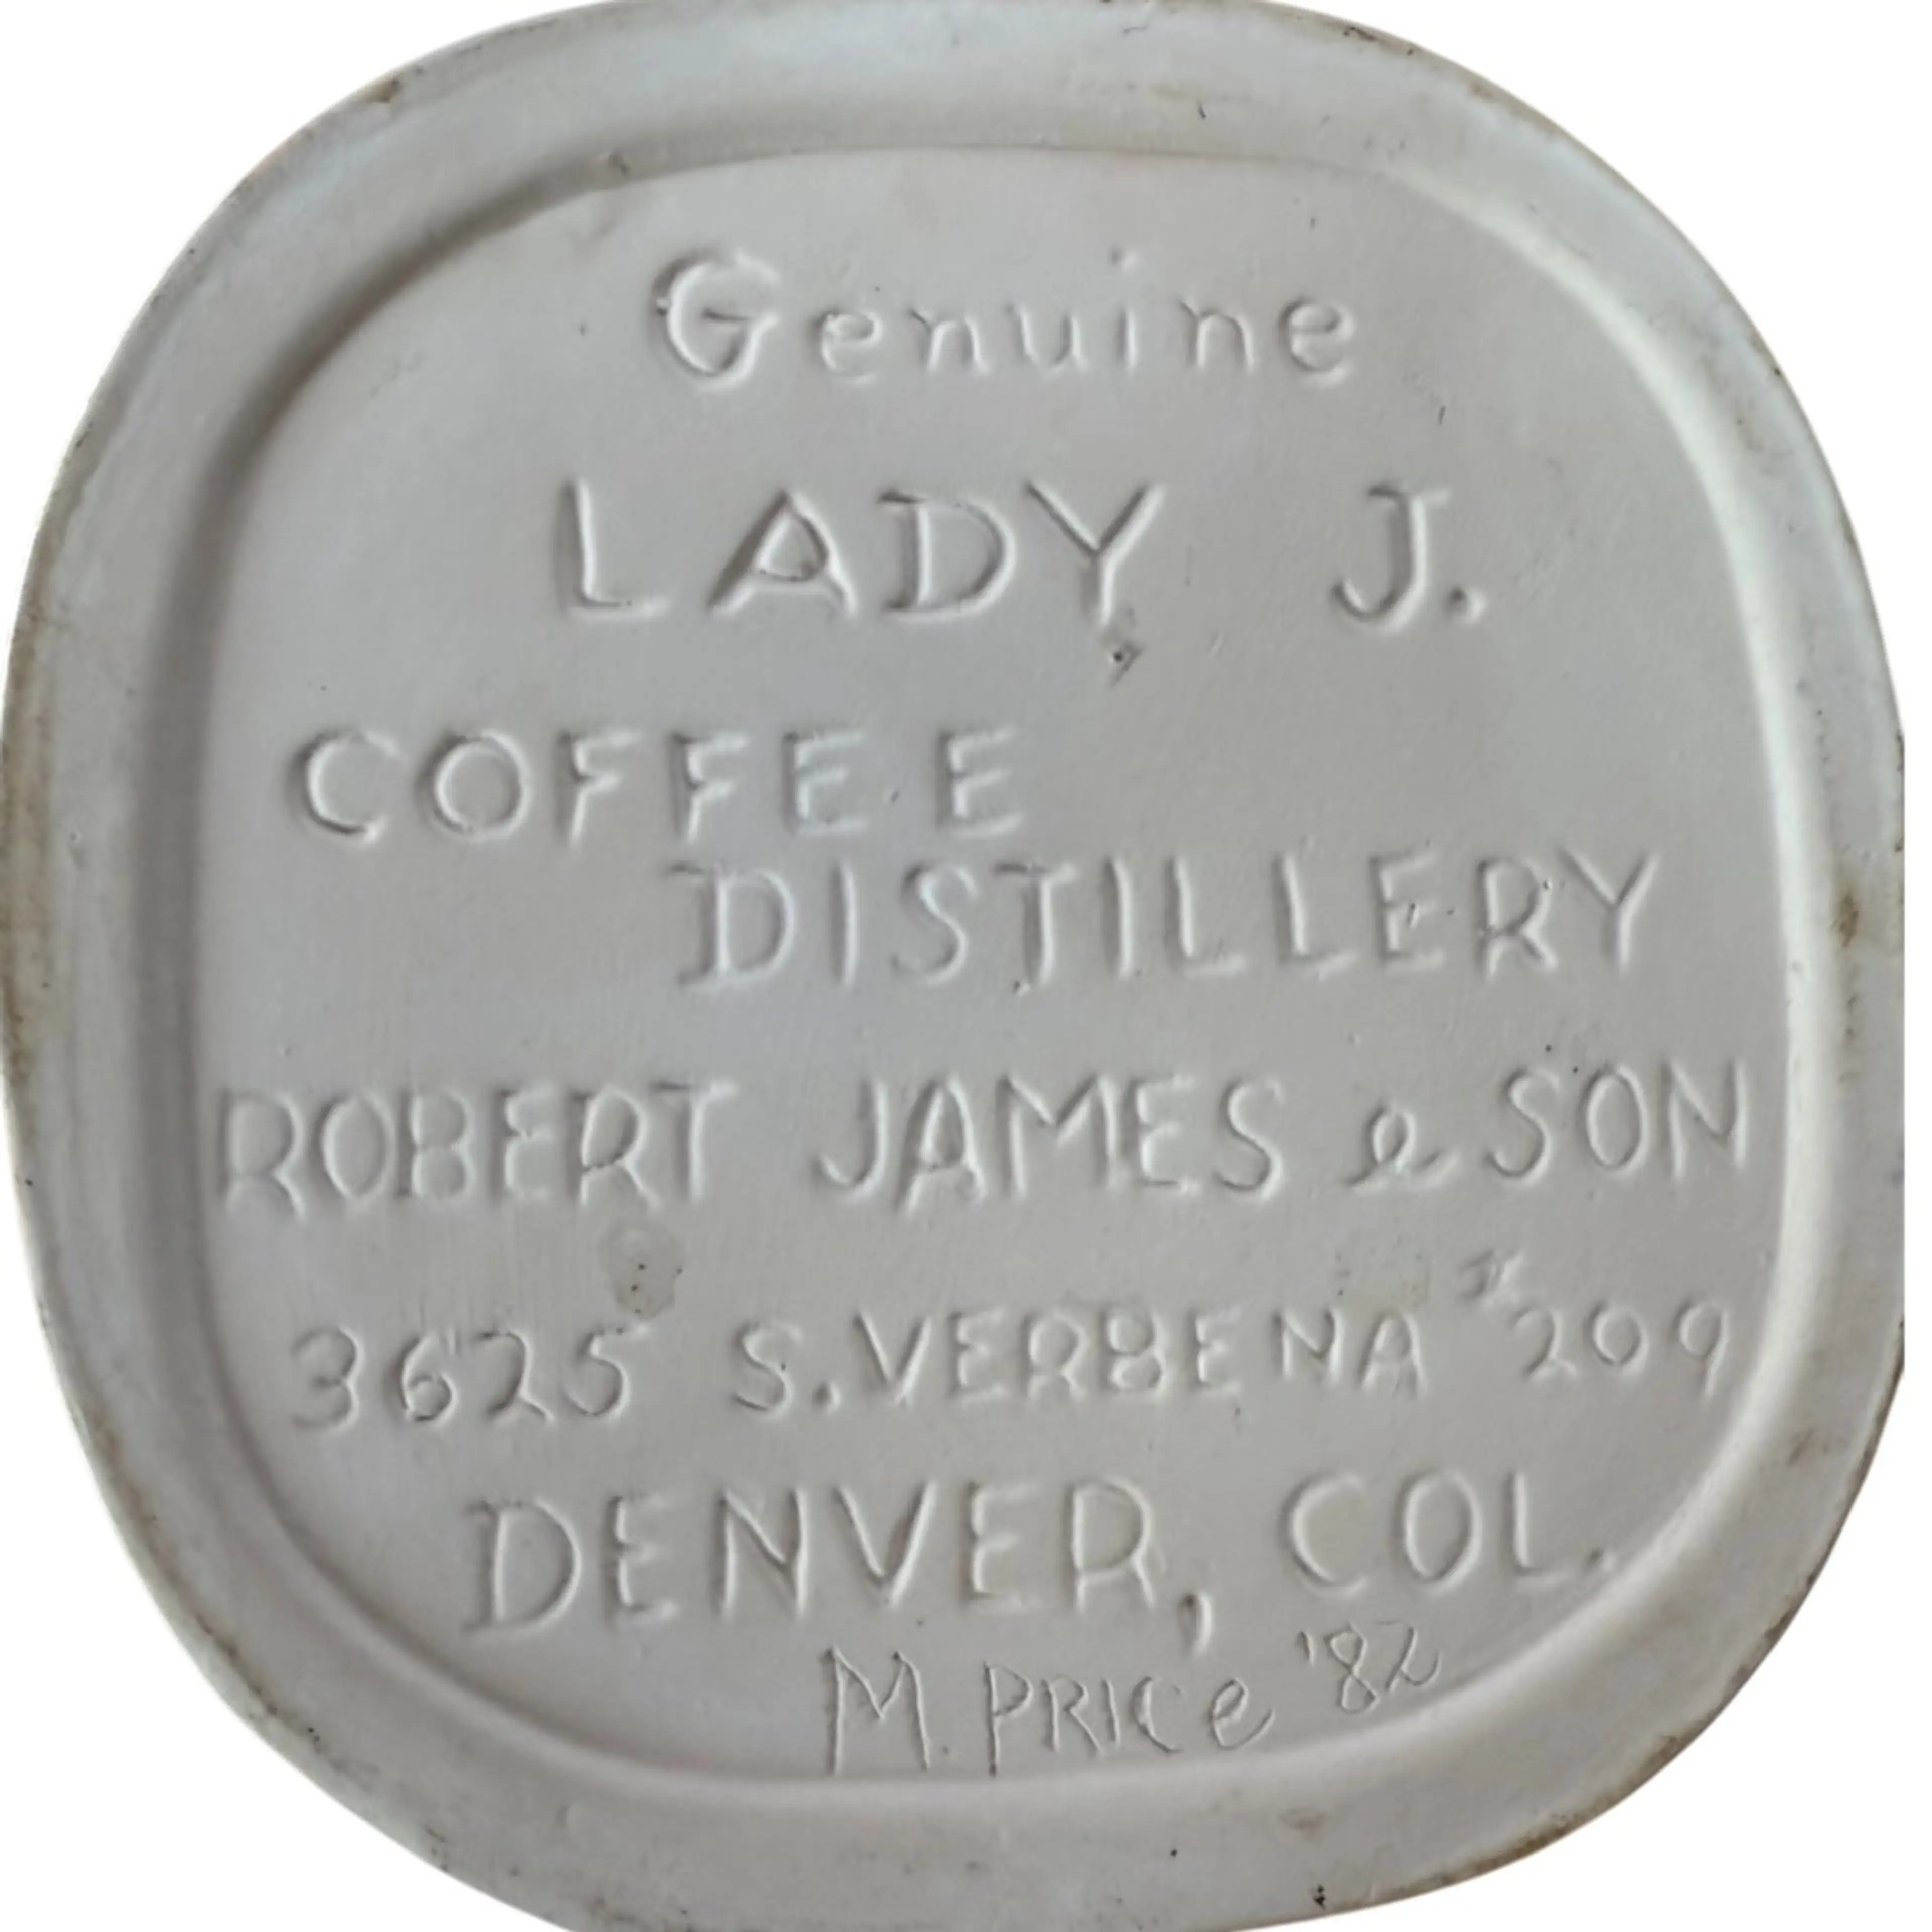 Genuine
LADY J.
COFFEE
DISTILLERY
ROBERT JAMES & SON
3625 S. VERBENA #209
DENVER, COL.
M. PRICe '82